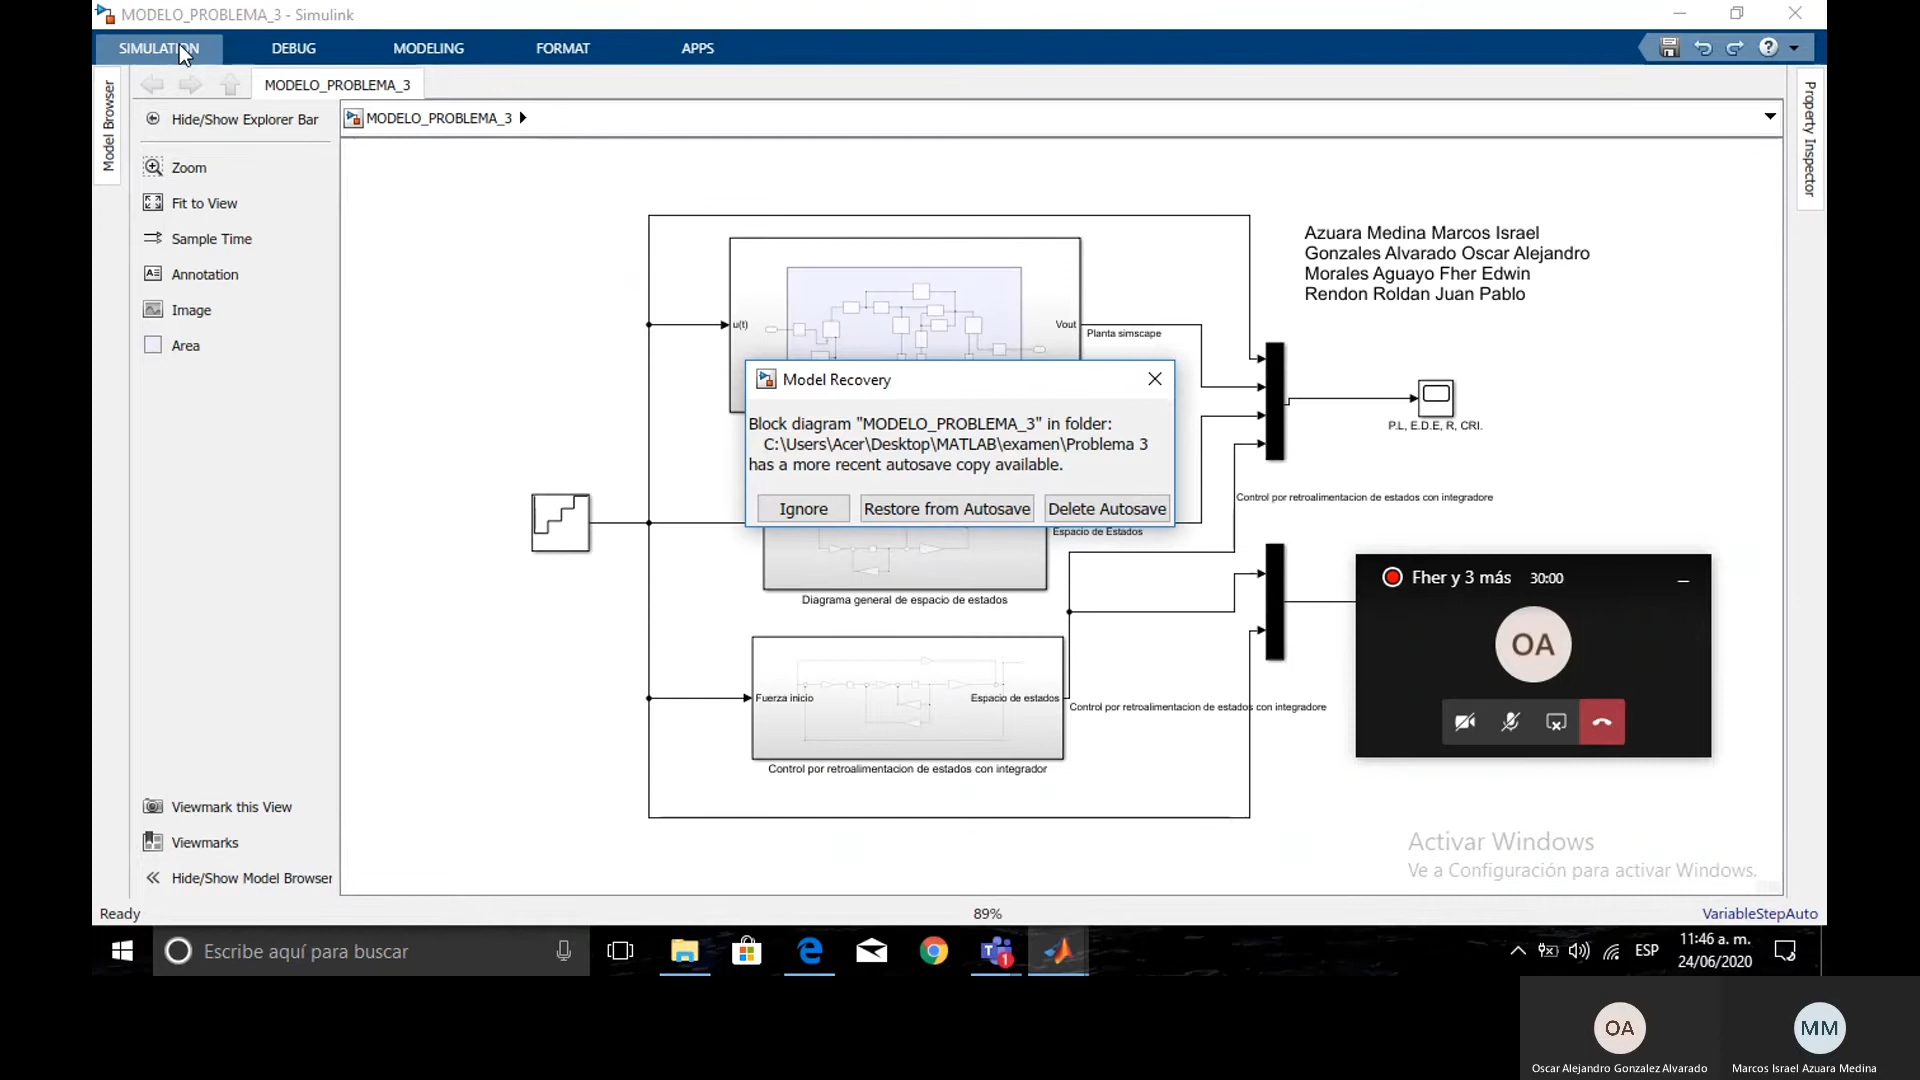 MODELO_PROBLEMA_3 - Simulink
SIMULATION
DEBUG
MODELING
FORMAT
APPS
MODELO_PROBLEMA_3
Model Browser
Property Inspector
Hide/Show Explorer Bar
MODELO_PROBLEMA_3
Zoom
Fit to View
Sample Time
Annotation
Image
Area
Azuara Medina Marcos Israel
Gonzales Alvarado Oscar Alejandro
Morales Aguayo Fher Edwin
Rendon Roldan Juan Pablo
u(t)
Vout
Planta simscape
Model Recovery
Block diagram "MODELO_PROBLEMA_3" in folder:
C:\Users\Acer\Desktop\MATLAB\examen\Problema 3
has a more recent autosave copy available.
Ignore
Restore from Autosave
Delete Autosave
P.L, E.D.E, R, CRI.
Control por retroalimentacion de estados con integradore
Espacio de Estados
Diagrama general de espacio de estados
Fuerza inicio
Espacio de estados
Control por retroalimentacion de estados con integradore
Control por retroalimentacion de estados con integrador
Fher y 3 más
30:00
OA
Viewmark this View
Viewmarks
Hide/Show Model Browser
Activar Windows
Ve a Configuración para activar Windows.
Ready
89%
VariableStepAuto
Escribe aquí para buscar
1
ESP
11:46 a. m.
24/06/2020
OA
MM
Oscar Alejandro Gonzalez Alvarado
Marcos Israel Azuara Medina